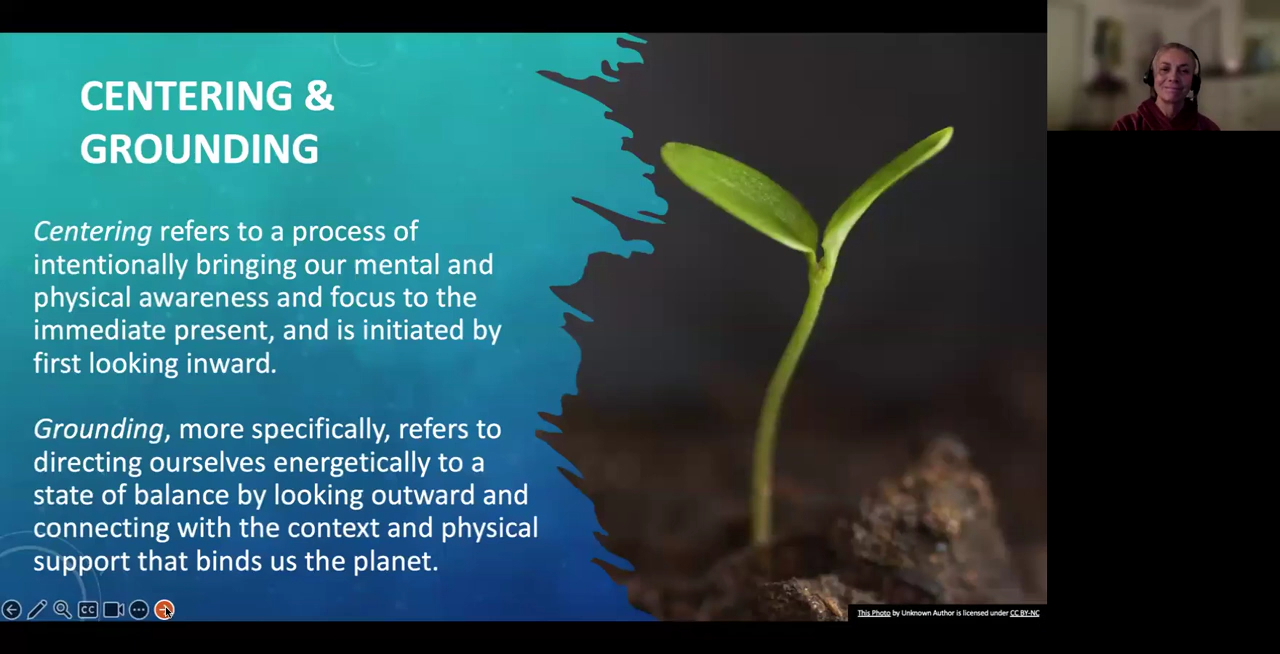 CENTERING &
GROUNDING
Centering refers to a process of
intentionally bringing our mental and
physical awareness and focus to the
immediate present, and is initiated by
first looking inward.
Grounding, more specifically, refers to
directing ourselves energetically to a
state of balance by looking outward and
connecting with the context and physical
support that binds us the planet.
CC
This Photo by Unknown Author is licensed under CC BY-NC